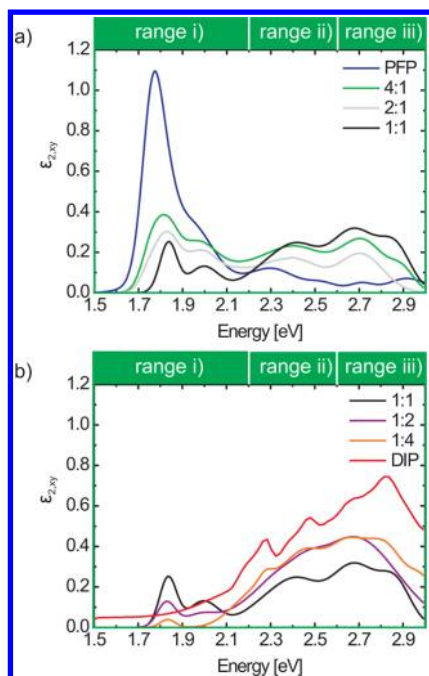 a)
range i) range ii) range iii)
PFP
4:1
2:1
1:1
ε2,xy
1.2
1.0
0.8
0.6
0.4
0.2
0.0
1.5 1.7 1.9 2.1 2.3 2.5 2.7 2.9
Energy [eV]
b)
range i) range ii) range iii)
1:1
1:2
1:4
DIP
ε2,xy
1.2
1.0
0.8
0.6
0.4
0.2
0.0
1.5 1.7 1.9 2.1 2.3 2.5 2.7 2.9
Energy [eV]